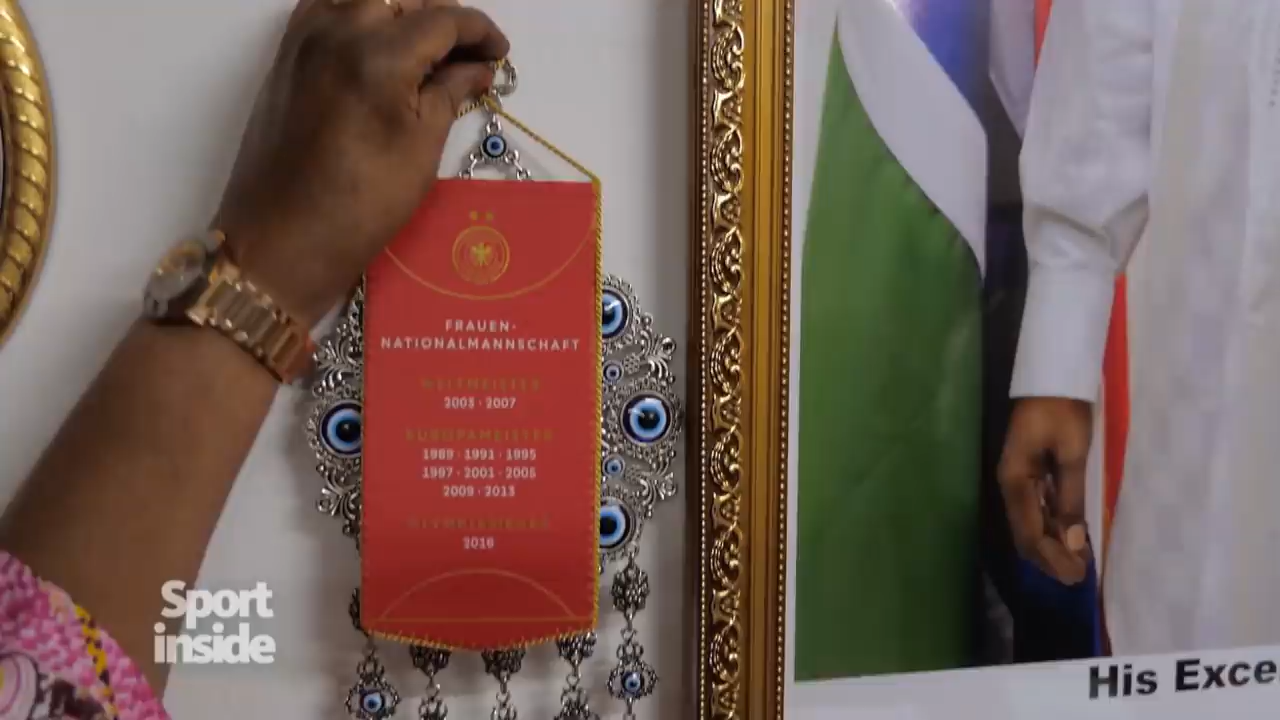 FRAUEN-
NATIONALMANNSCHAFT
WELTMEISTER
2003 · 2007
EUROPAMEISTER
1989 · 1991 · 1995
1997 · 2001 · 2005
2009 · 2013
OLYMPIASIEGER
2016
His Exce
Sport
inside